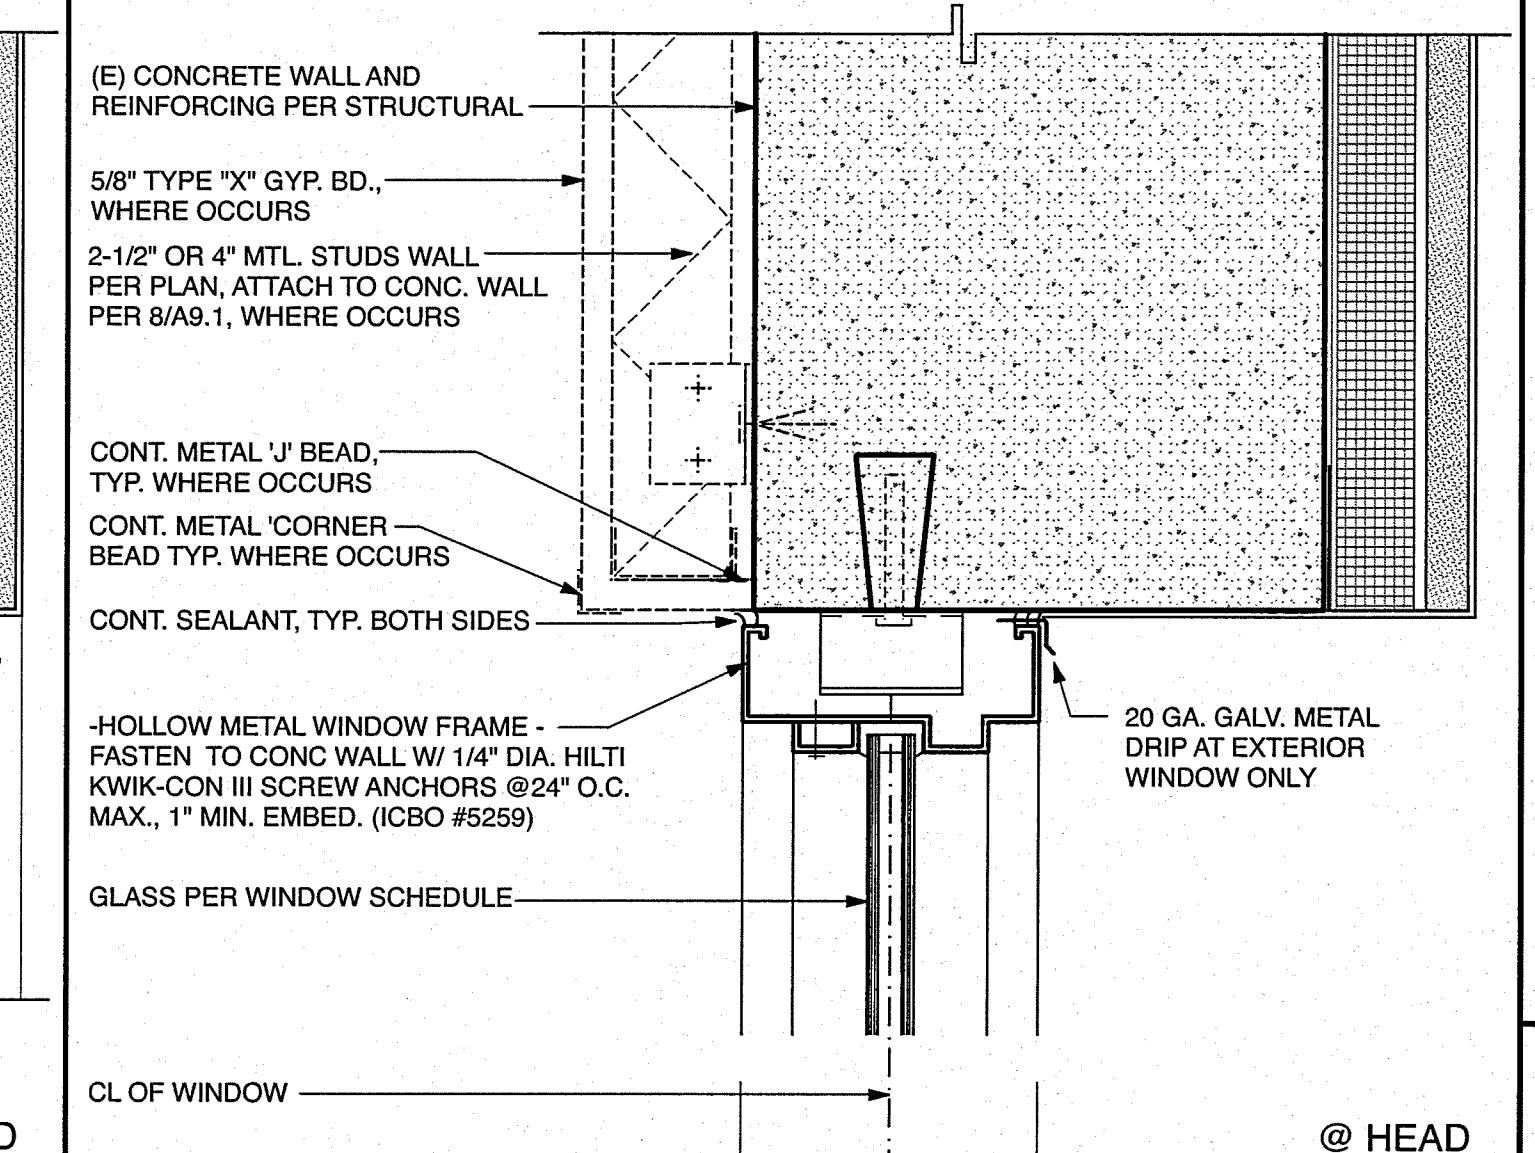 (E) CONCRETE WALL AND
REINFORCING PER STRUCTURAL
5/8" TYPE "X" GYP. BD.,
WHERE OCCURS
2-1/2" OR 4" MTL. STUDS WALL
PER PLAN, ATTACH TO CONC. WALL
PER 8/A9.1, WHERE OCCURS
CONT. METAL 'J' BEAD,
TYP. WHERE OCCURS
CONT. METAL 'CORNER
BEAD TYP. WHERE OCCURS
CONT. SEALANT, TYP. BOTH SIDES
-HOLLOW METAL WINDOW FRAME -
FASTEN TO CONC WALL W/ 1/4" DIA. HILTI
KWIK-CON III SCREW ANCHORS @24" O.C.
MAX., 1" MIN. EMBED. (ICBO #5259)
20 GA. GALV. METAL
DRIP AT EXTERIOR
WINDOW ONLY
GLASS PER WINDOW SCHEDULE
CL OF WINDOW
@ HEAD